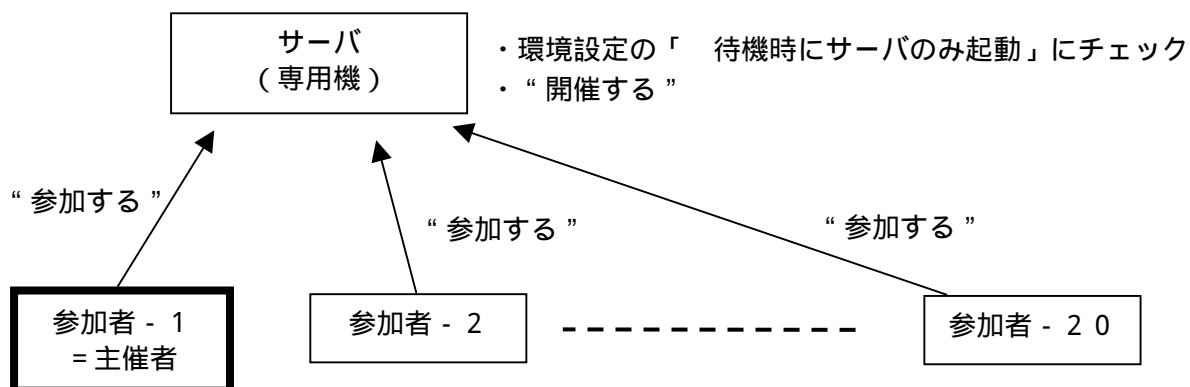 サーバ
(専用機)
・環境設定の「　待機時にサーバのみ起動」にチェック
・“開催する”
“参加する”
“参加する”
“参加する”
参加者-1
=主催者
参加者-2
参加者-20